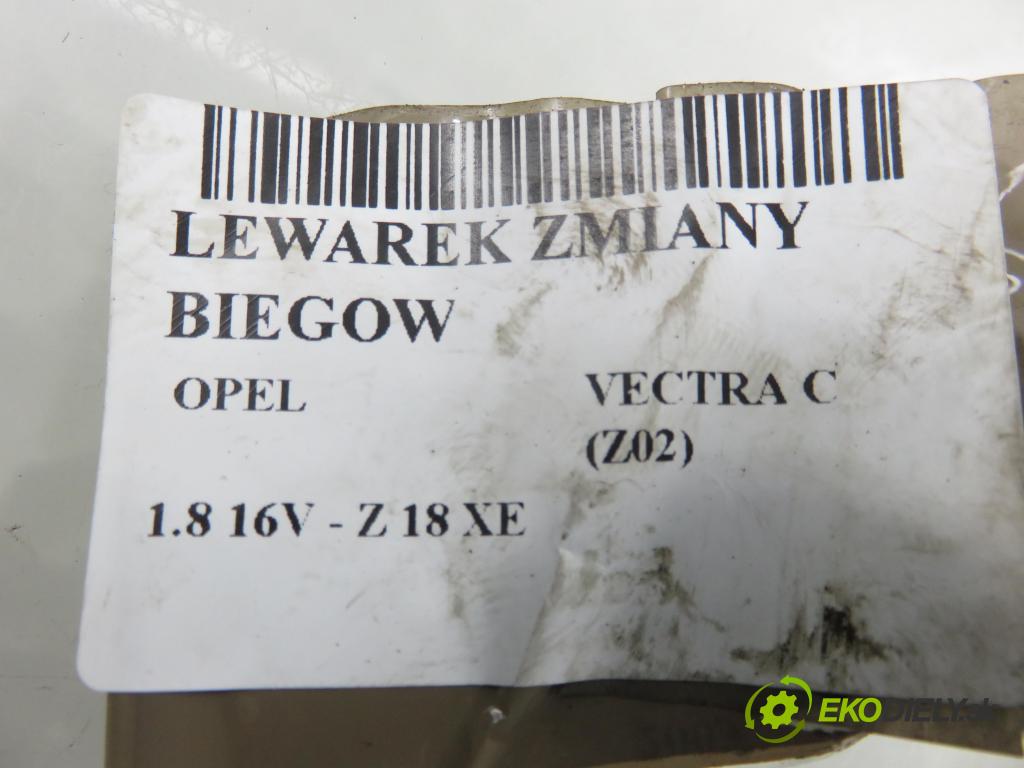 LEWAREK ZMIANY
BIEGOW
OPEL VECTRA C
(Z02)
1.8 16V - Z 18 XE
EKODIELY.sk